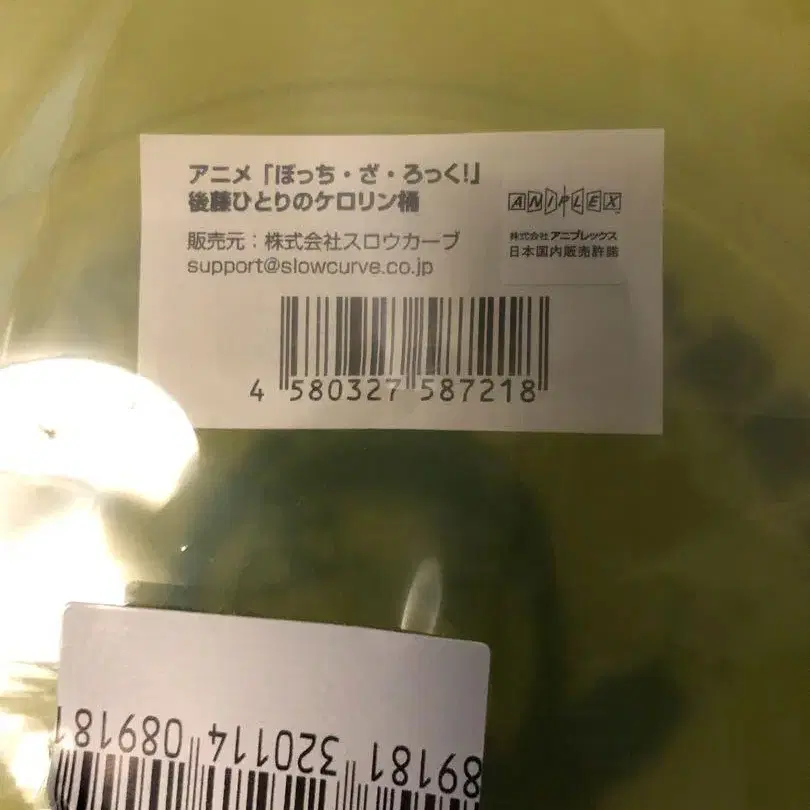 アニメ「ぼっち・ざ・ろっく!」
後藤ひとりのケロリン桶
販売元：株式会社スロウカーブ
support@slowcurve.co.jp
ANIPLEX
株式会社 アニプレックス
日本国内販売許諾
4 580327 587218
89181 320114 089181